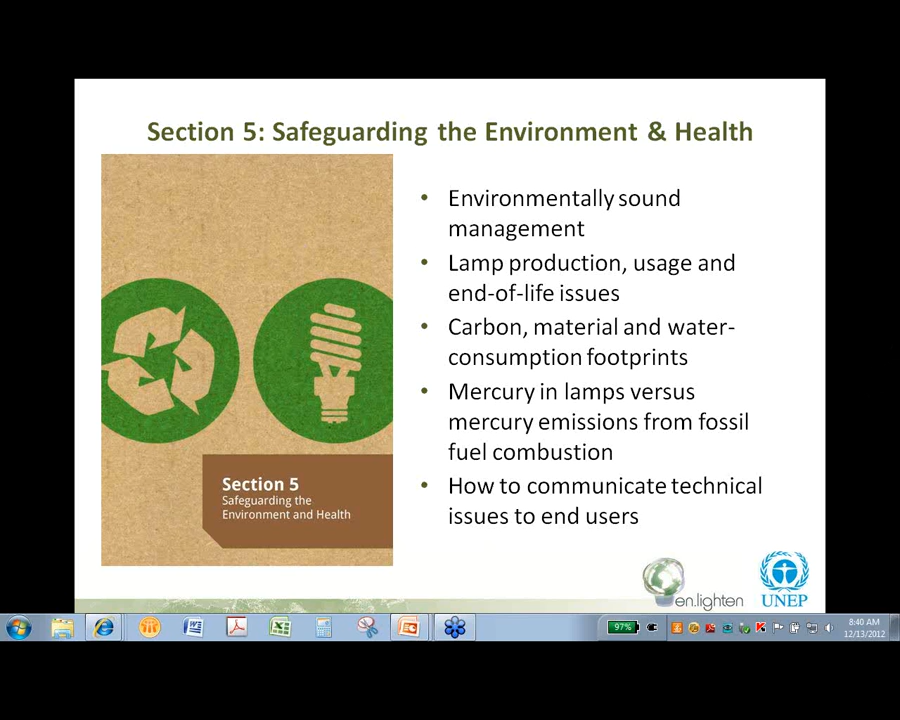 Section 5: Safeguarding the Environment & Health
• Environmentally sound
management
• Lamp production, usage and
end-of-life issues
• Carbon, material and water-
consumption footprints
• Mercury in lamps versus
mercury emissions from fossil
fuel combustion
• How to communicate technical
issues to end users
Section 5
Safeguarding the
Environment and Health
en.lighten
UNEP
97%
8:40 AM
12/13/2012